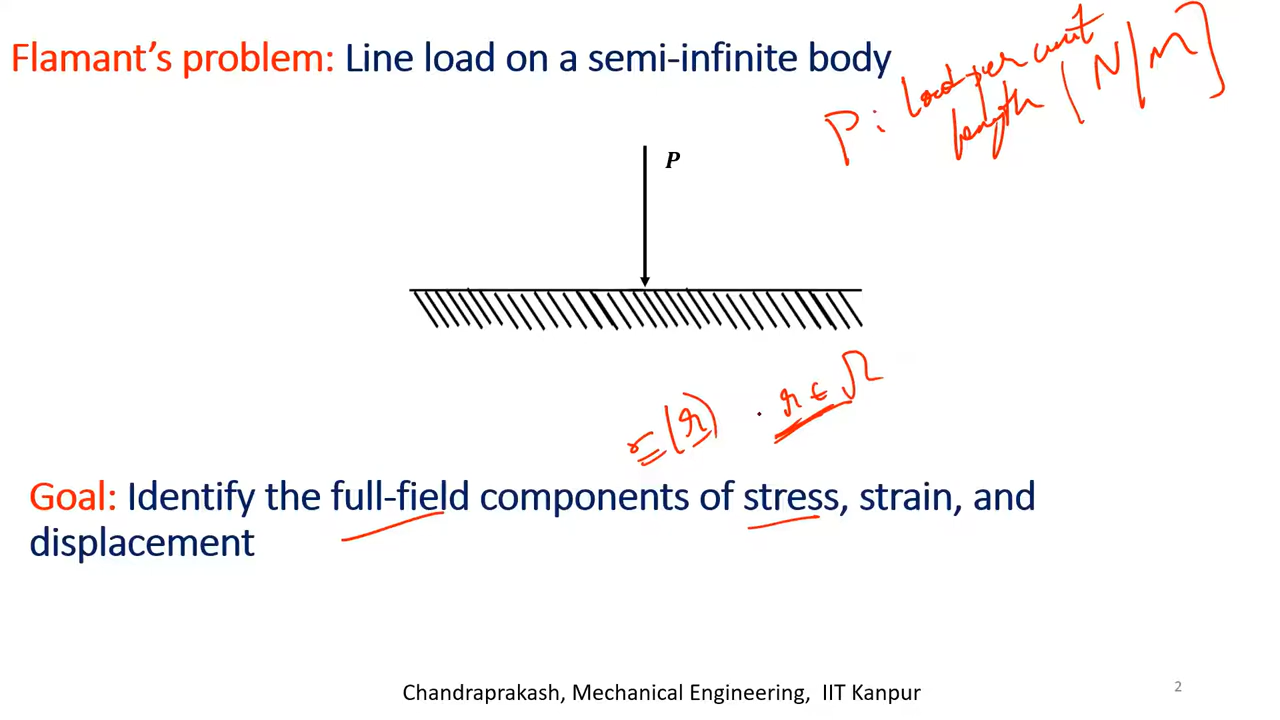 Flamant's problem: Line load on a semi-infinite body
P: load per unit
length [N/m]
P
σ(r) r ∈ Ω
Goal: Identify the full-field components of stress, strain, and
displacement
Chandraprakash, Mechanical Engineering, IIT Kanpur
2